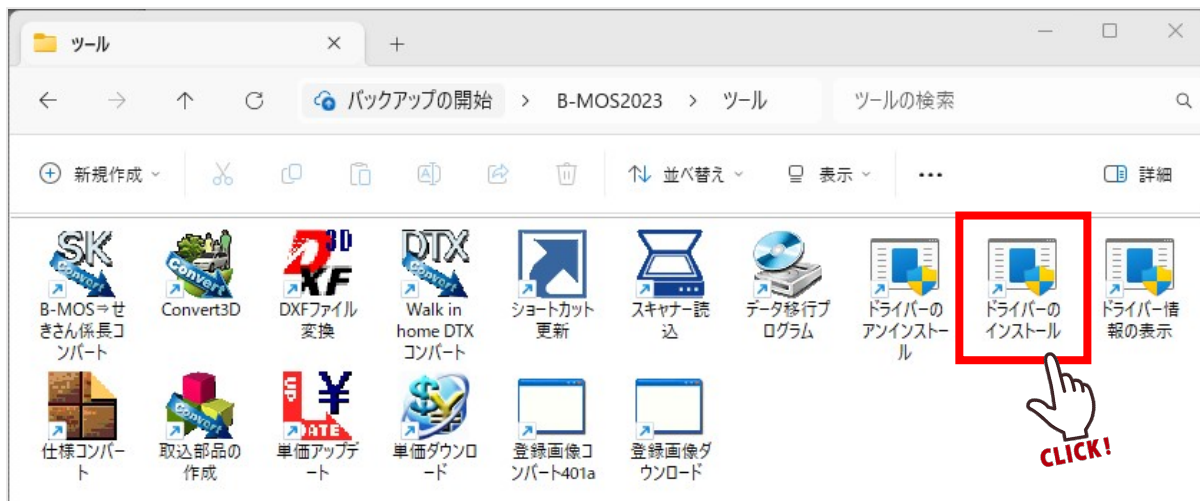 ツール
バックアップの開始 > B-MOS2023 > ツール
ツールの検索
新規作成
並べ替え
表示
詳細
SK
Convert
B-MOS⇒せ
きさん係長コ
ンバート
Convert
Convert3D
3D
DXF
DXFファイル
変換
DTX
Convert
Walk in
home DTX
コンバート
ショートカット
更新
スキャナー読
込
データ移行プ
ログラム
ドライバーの
アンインストー
ル
ドライバーの
インストール
ドライバー情
報の表示
仕様コンバー
ト
Convert
取込部品の
作成
UP
¥
DATE
単価アップデ
ート
$¥
単価ダウンロ
ード
登録画像コ
ンバート401a
登録画像ダ
ウンロード
CLICK!